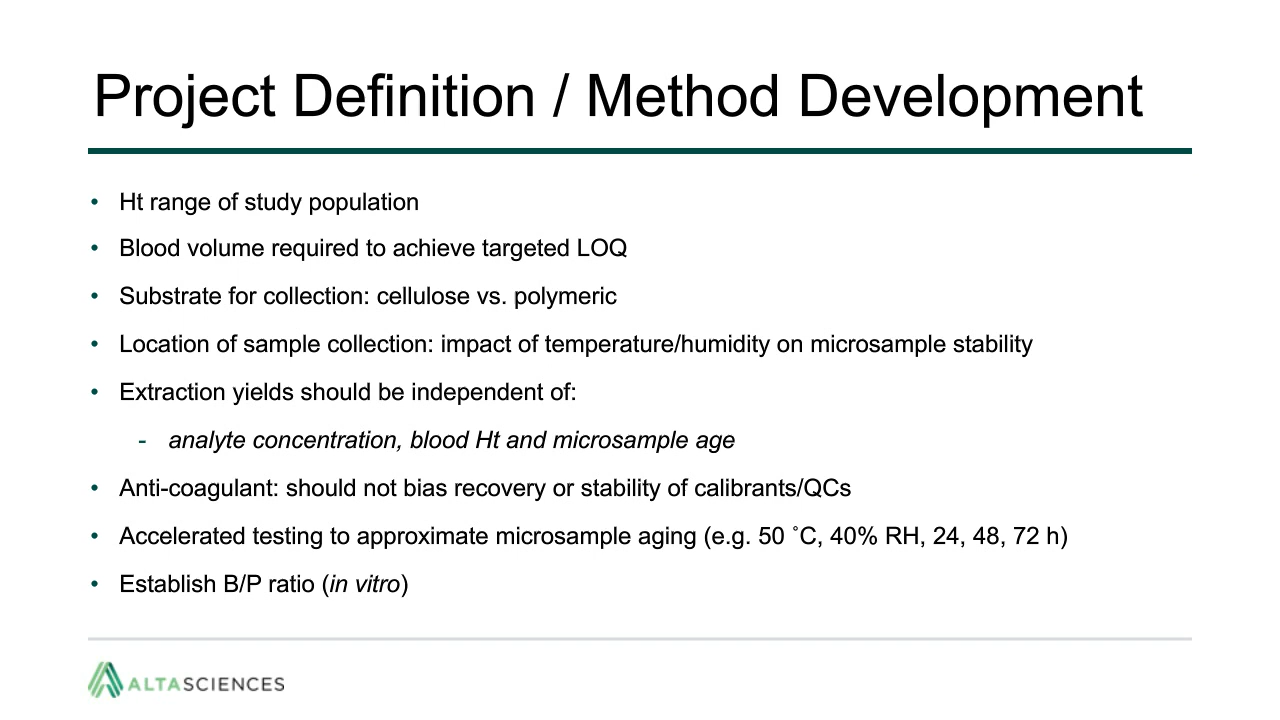 Project Definition / Method Development
• Ht range of study population
• Blood volume required to achieve targeted LOQ
• Substrate for collection: cellulose vs. polymeric
• Location of sample collection: impact of temperature/humidity on microsample stability
• Extraction yields should be independent of:
- analyte concentration, blood Ht and microsample age
• Anti-coagulant: should not bias recovery or stability of calibrants/QCs
• Accelerated testing to approximate microsample aging (e.g. 50 ˚C, 40% RH, 24, 48, 72 h)
• Establish B/P ratio (in vitro)
ALTASCIENCES